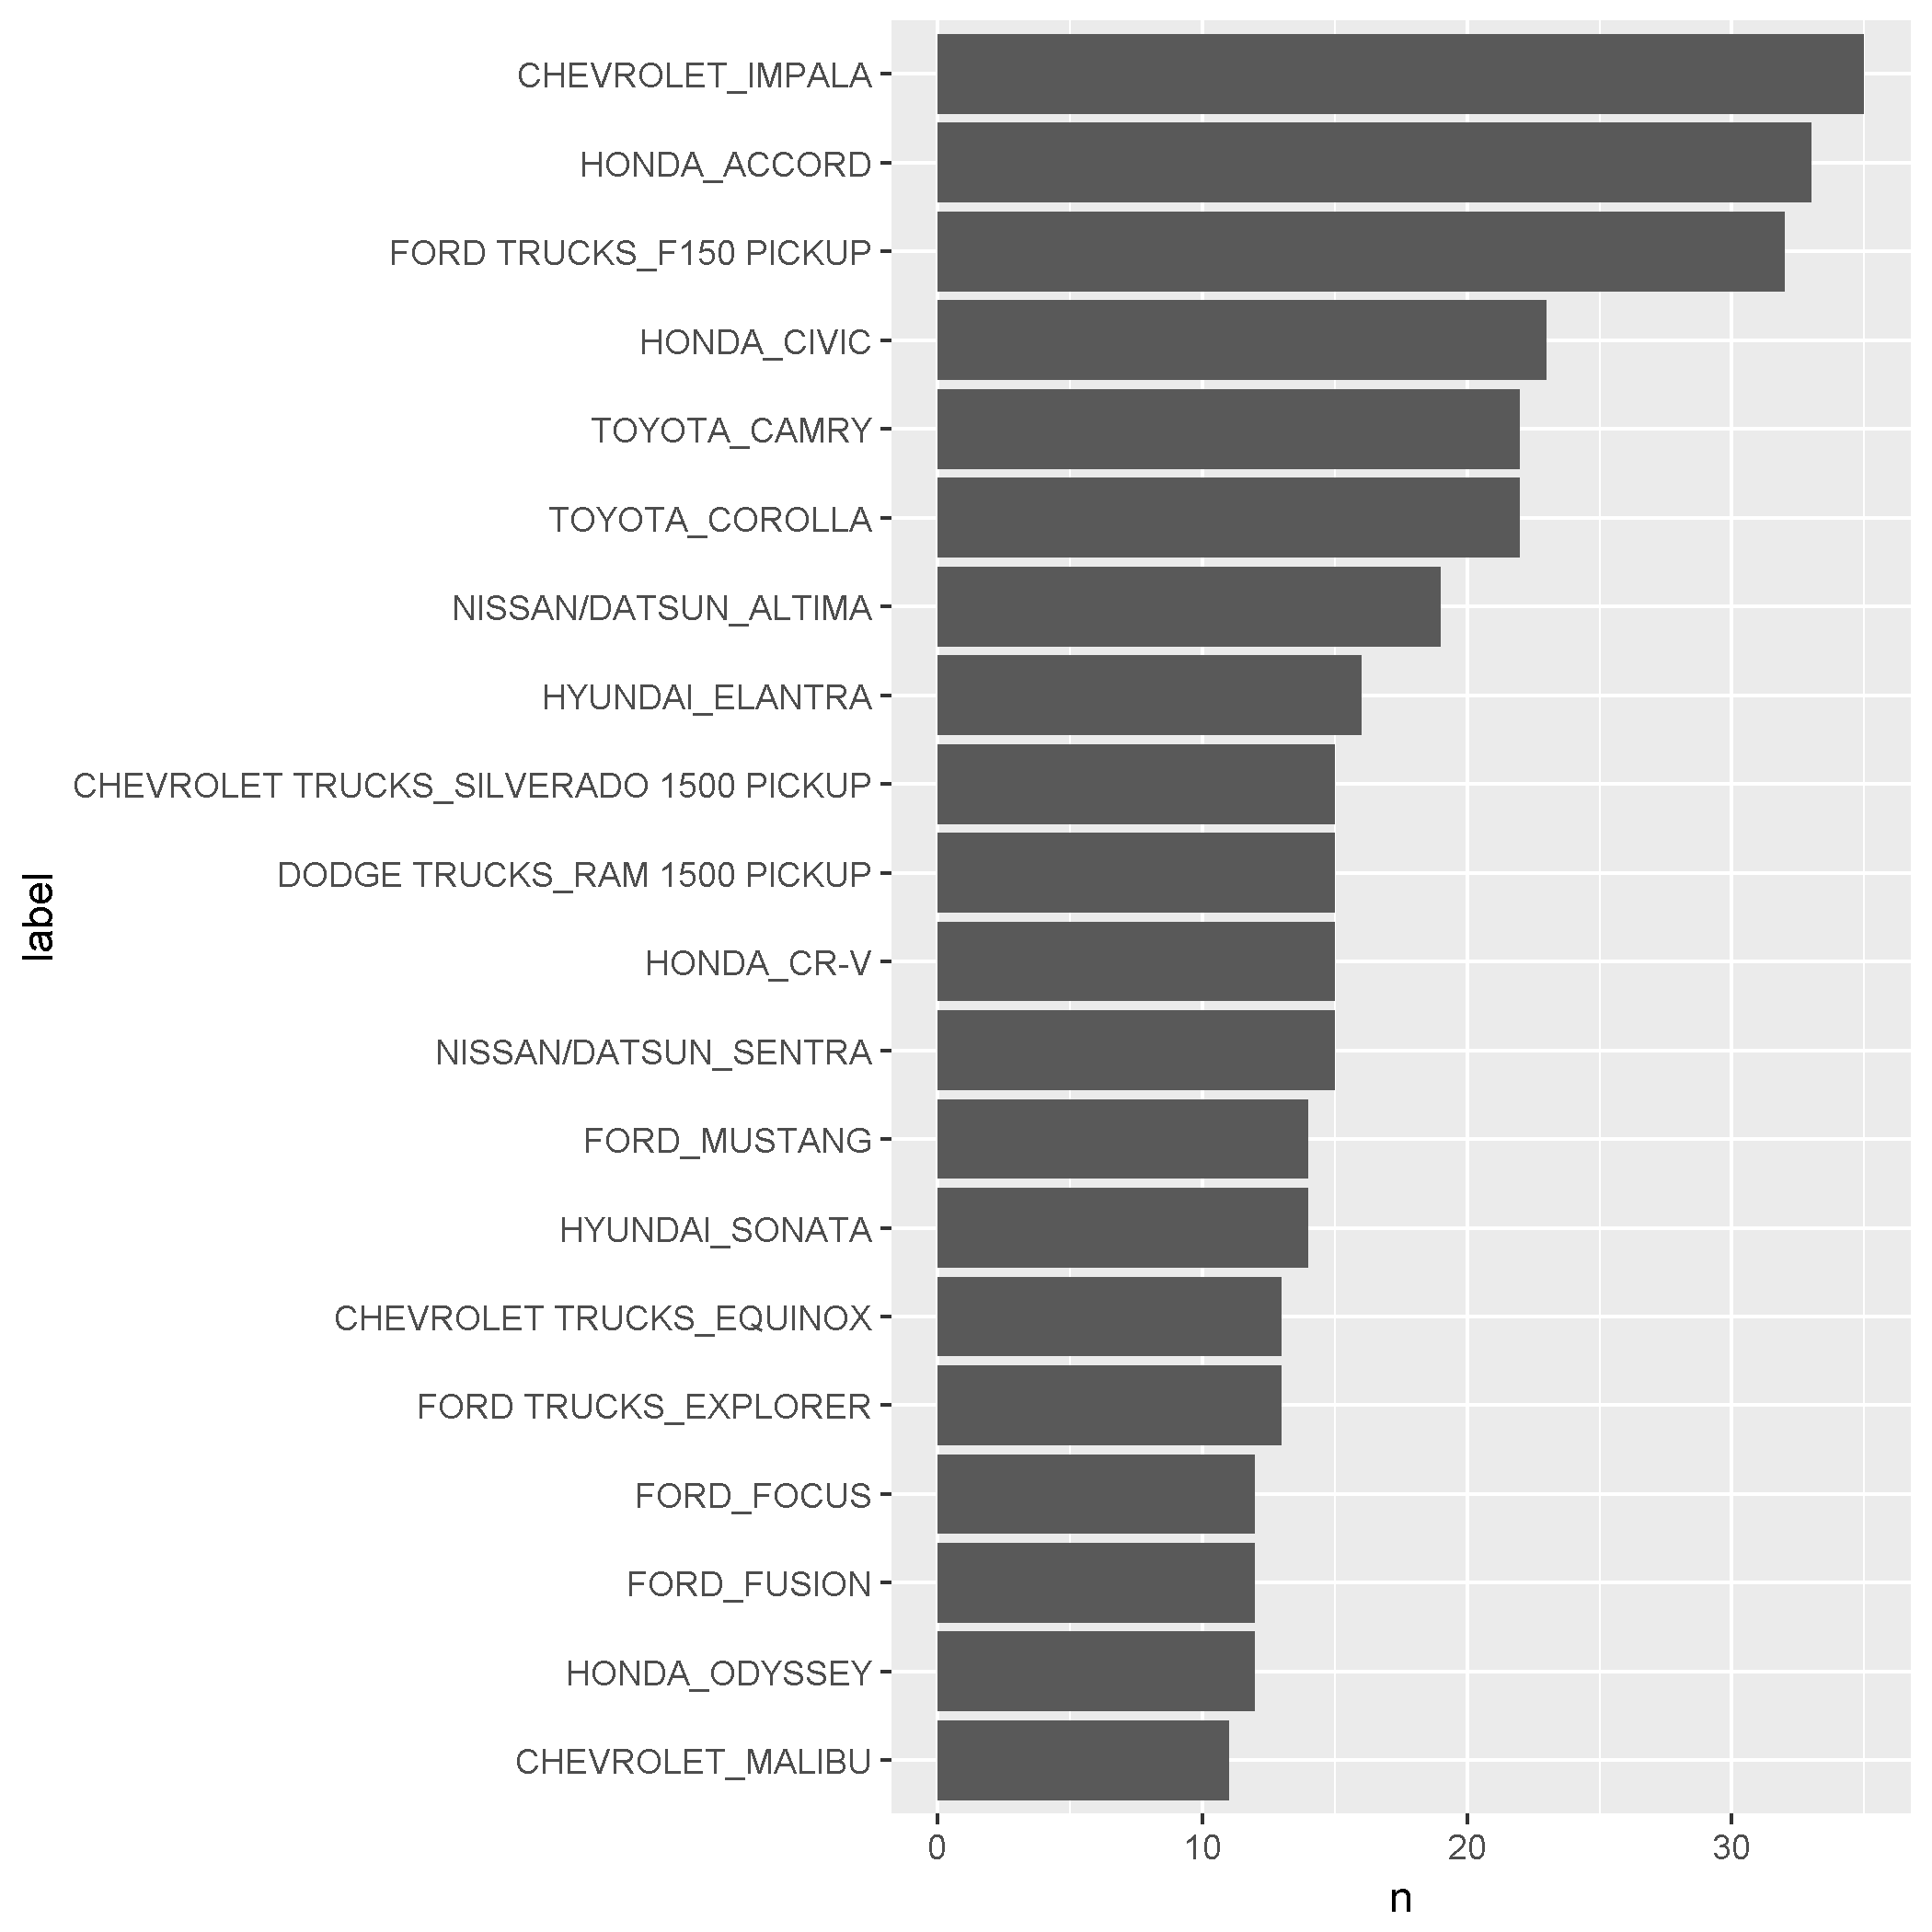 CHEVROLET_IMPALA
HONDA_ACCORD
FORD TRUCKS_F150 PICKUP
HONDA_CIVIC
TOYOTA_CAMRY
TOYOTA_COROLLA
NISSAN/DATSUN_ALTIMA
HYUNDAI_ELANTRA
CHEVROLET TRUCKS_SILVERADO 1500 PICKUP
DODGE TRUCKS_RAM 1500 PICKUP
HONDA_CR-V
NISSAN/DATSUN_SENTRA
FORD_MUSTANG
HYUNDAI_SONATA
CHEVROLET TRUCKS_EQUINOX
FORD TRUCKS_EXPLORER
FORD_FOCUS
FORD_FUSION
HONDA_ODYSSEY
CHEVROLET_MALIBU
label
0 10 20 30
n